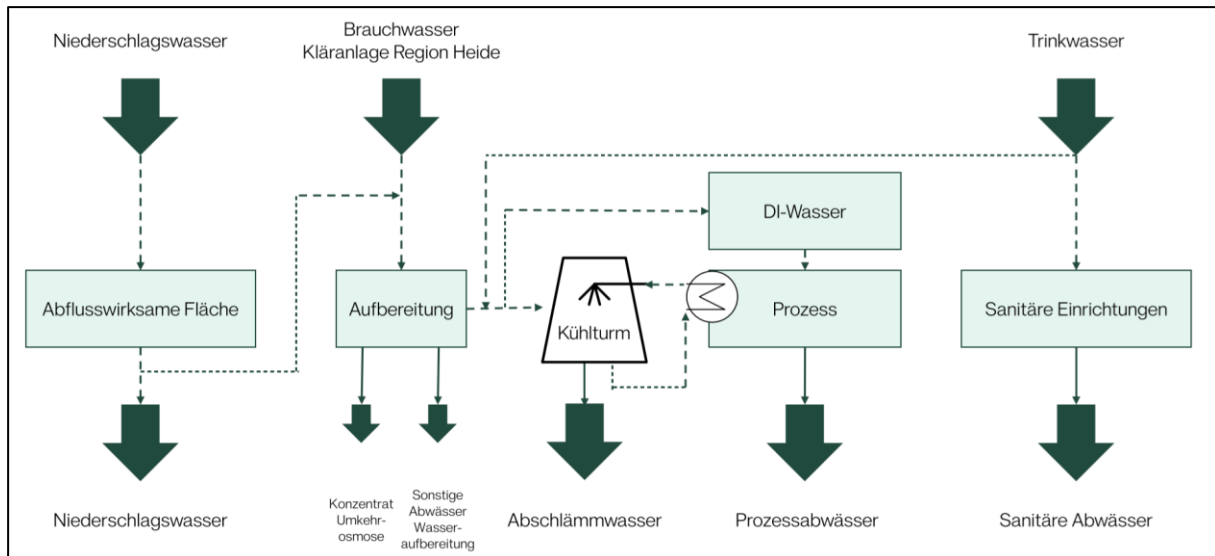 Niederschlagswasser
Brauchwasser
Kläranlage Region Heide
Trinkwasser
DI-Wasser
Abflusswirksame Fläche
Aufbereitung
Kühlturm
Prozess
Sanitäre Einrichtungen
Niederschlagswasser
Konzentrat
Umkehr-
osmose
Sonstige
Abwässer
Wasser-
aufbereitung
Abschlämmwasser
Prozessabwässer
Sanitäre Abwässer